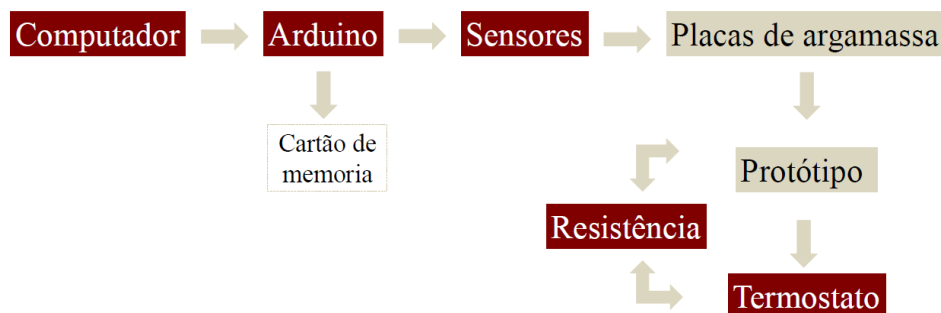 Computador
Arduino
Sensores
Placas de argamassa
Cartão de
memoria
Protótipo
Resistência
Termostato